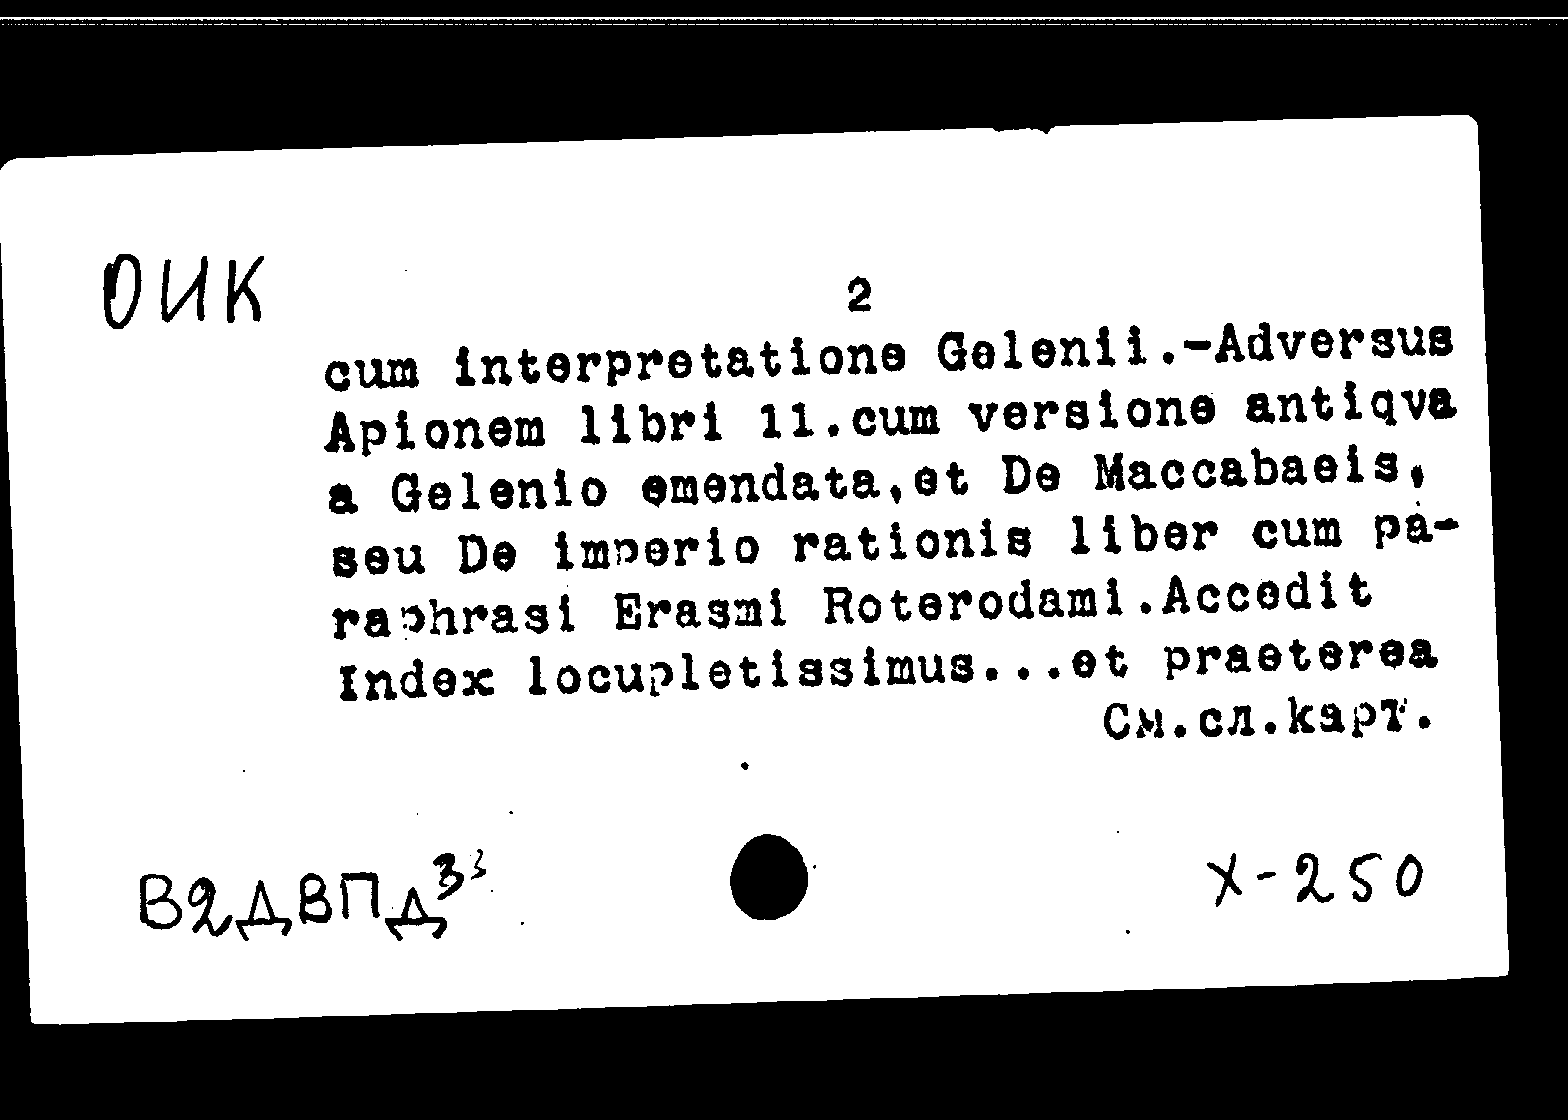 ОИК
2
cum interpretatione Gelenii.-Adversus
Apionem libri 11.cum versione antiqva
a Gelenio emendata,et De Maccabaeis,
seu De imperio rationis liber cum pa-
raphrasi Erasmi Roterodami.Accedit
Index locupletissimus...et praeterea
См.сл.карт.
В2ДВПд³³
X-250